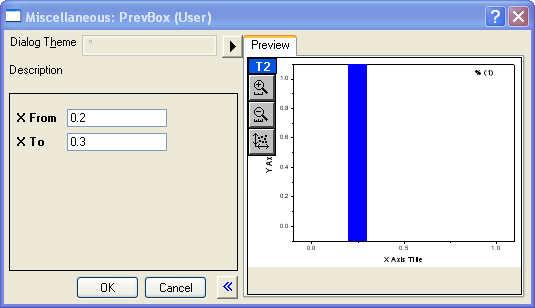 Miscellaneous: PrevBox (User)
Dialog Theme *
Description
X From 0.2
X To 0.3
OK Cancel
Preview
T2
% (1)
1.0
0.8
0.6
0.4
0.2
0.0
Y Ax
0.0 0.5 1.0
X Axis Title